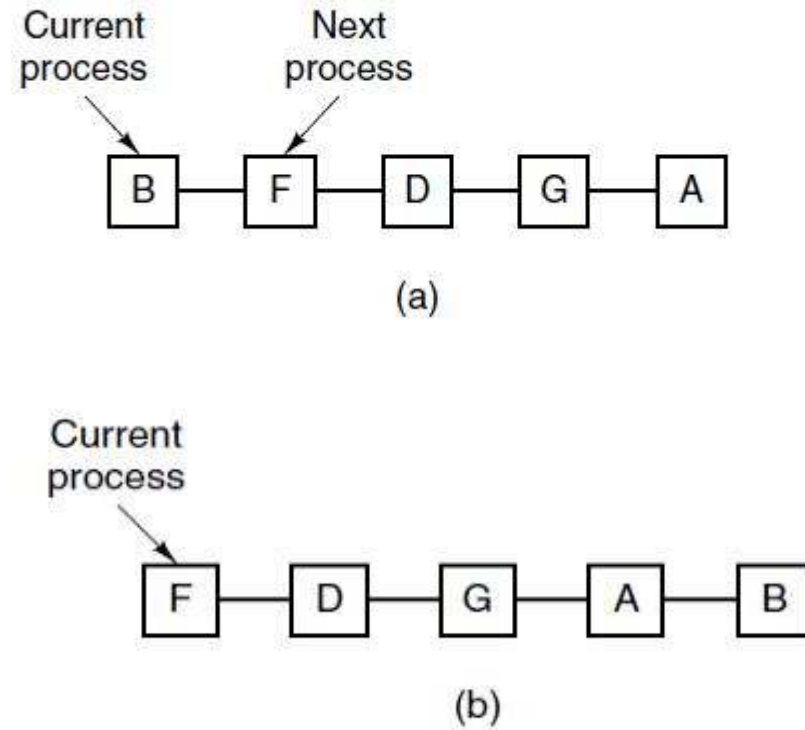 Current
process
Next
process
B F D G A
(a)
Current
process
F D G A B
(b)